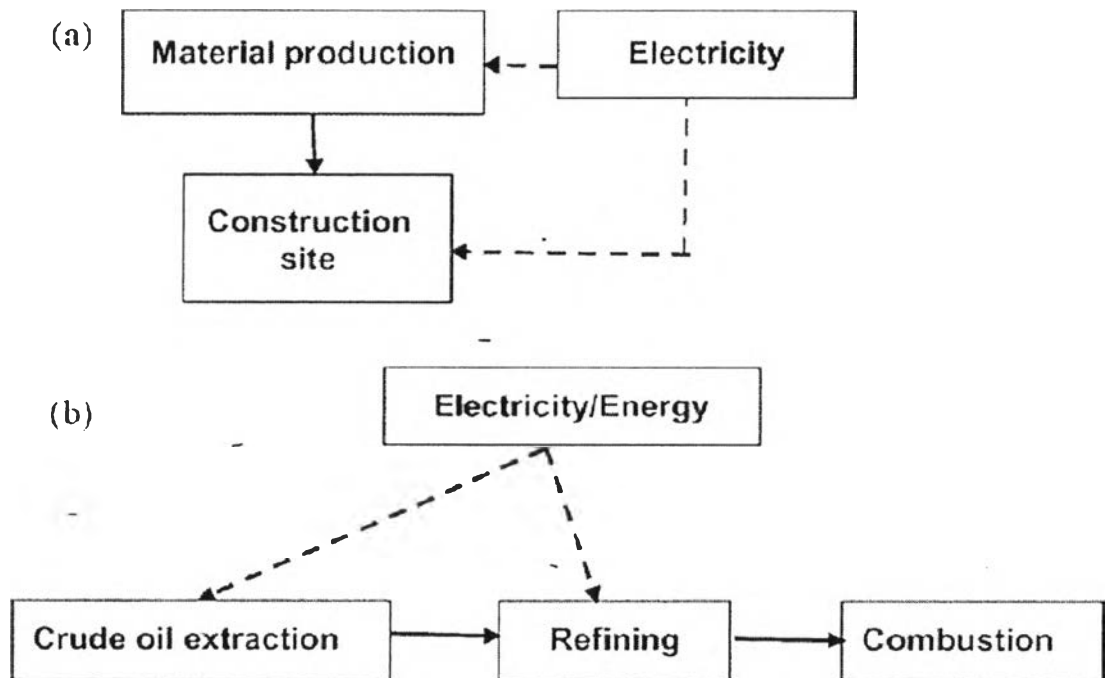 (a)
Material production
Electricity
Construction
site
(b)
Electricity/Energy
Crude oil extraction
Refining
Combustion